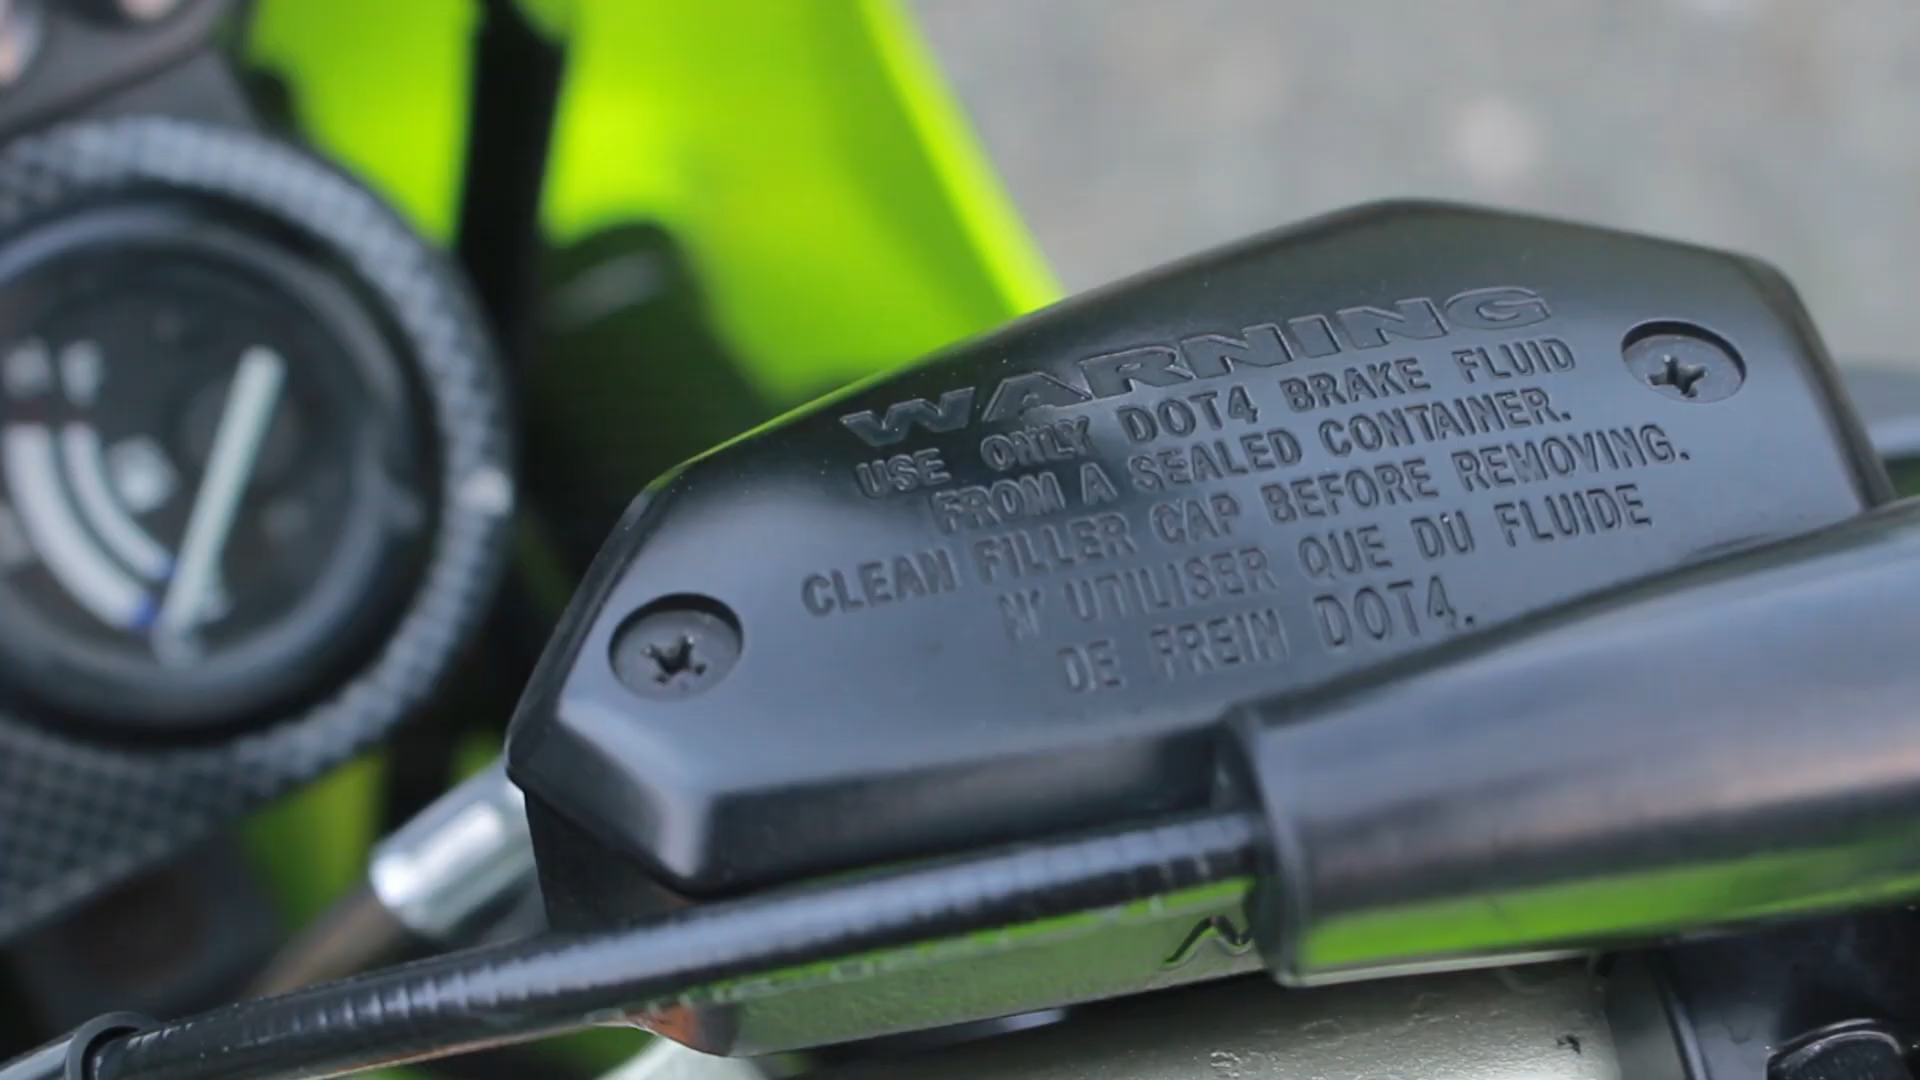 WARNING
USE ONLY DOT4 BRAKE FLUID
FROM A SEALED CONTAINER.
CLEAN FILLER CAP BEFORE REMOVING.
N' UTILISER QUE DU FLUIDE
DE FREIN DOT4.